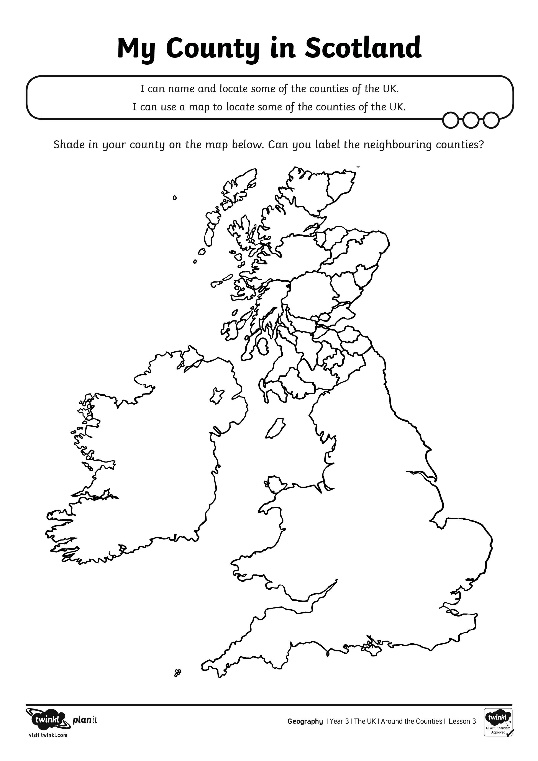 My County in Scotland
I can name and locate some of the counties of the UK.
I can use a map to locate some of the counties of the UK.
Shade in your county on the map below. Can you label the neighbouring counties?
twinkl planit
visit twinkl.com
Geography | Year 3 | The UK | Around the Counties | Lesson 3
twinkl